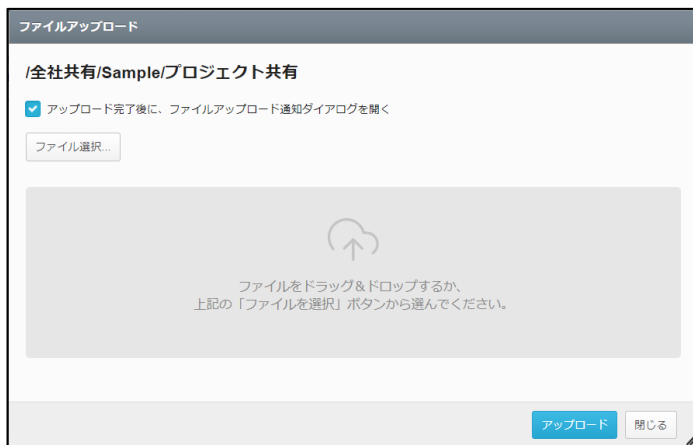 ファイルアップロード
/全社共有/Sample/プロジェクト共有
アップロード完了後に、ファイルアップロード通知ダイアログを開く
ファイル選択...
ファイルをドラッグ＆ドロップするか、
上記の「ファイルを選択」ボタンから選んでください。
アップロード 閉じる